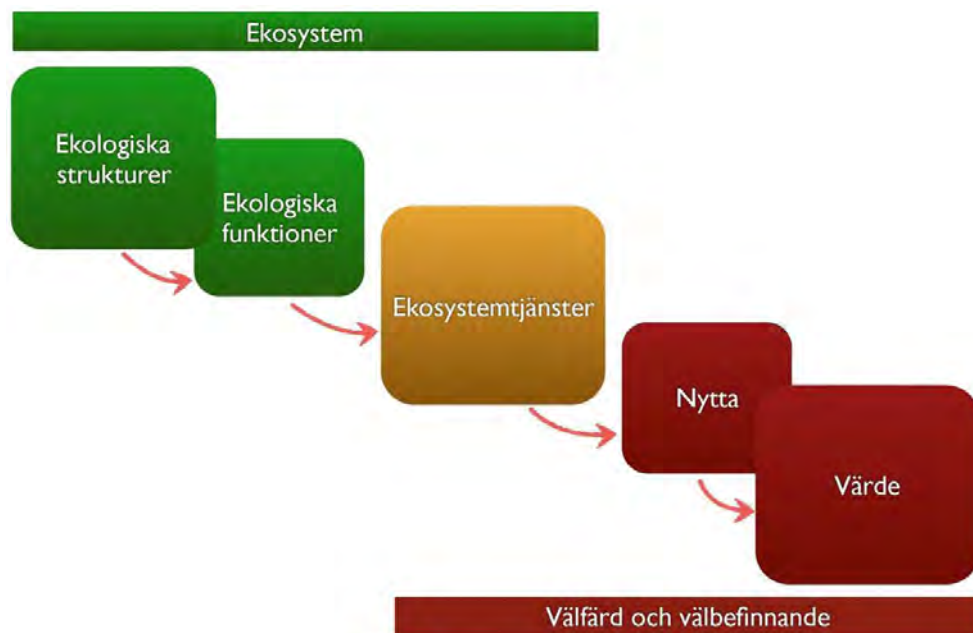 Ekosystem
Ekologiska
strukturer
Ekologiska
funktioner
Ekosystemtjänster
Nytta
Värde
Välfärd och välbefinnande